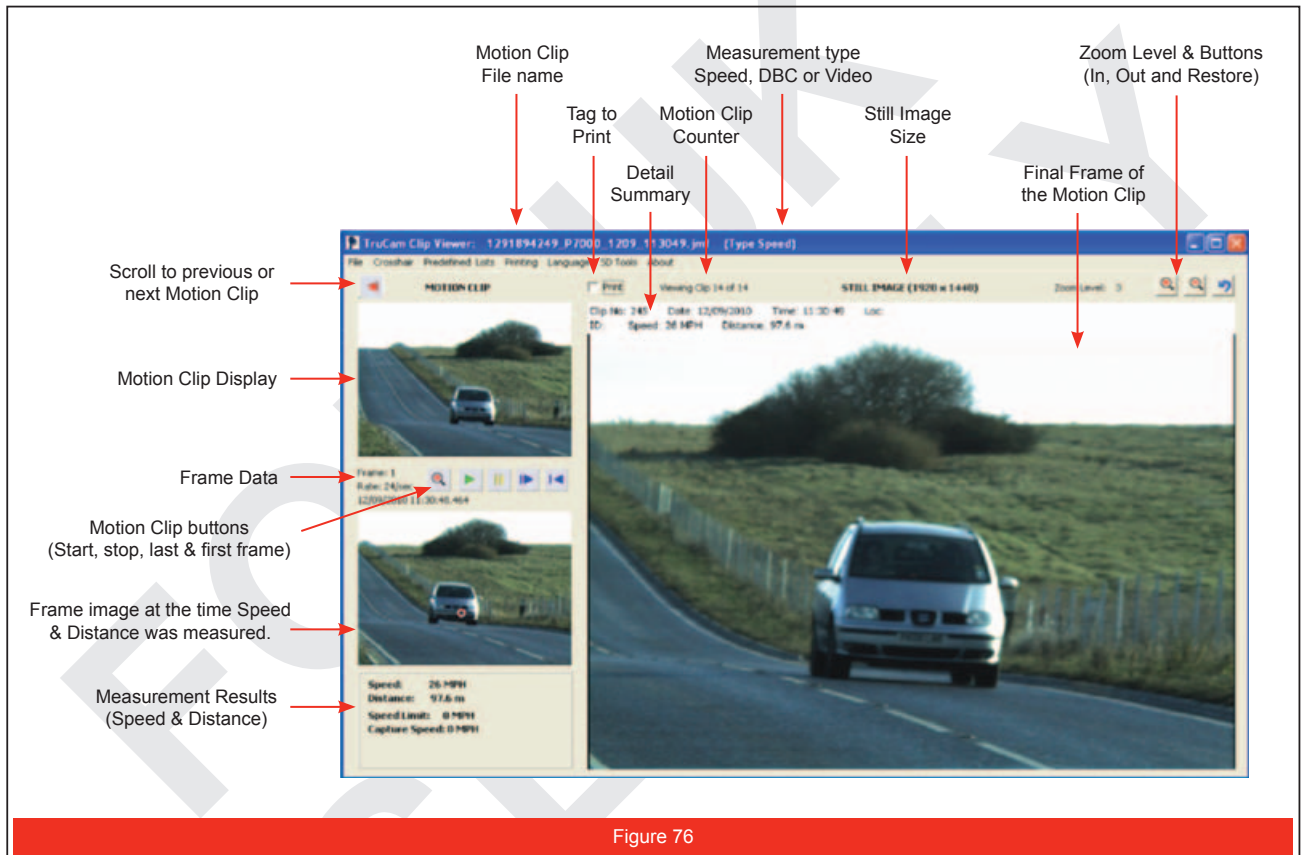 Motion Clip
File name
Measurement type
Speed, DBC or Video
Zoom Level & Buttons
(In, Out and Restore)
Tag to
Print
Motion Clip
Counter
Still Image
Size
Detail
Summary
Final Frame of
the Motion Clip
TruCam Clip Viewer: 1291894249_P7000_1209_113049.jmf (Type Speed)
File Crosshair Predefined Lists Printing Language SD Tools About
Scroll to previous or
next Motion Clip
MOTION CLIP
Print
Viewing Clip 14 of 14
STILL IMAGE (1920 x 1440)
Zoom Level: 0
Clip No: 245 Date: 12/09/2010 Time: 11:30:49 Loc:
ID: Speed: 26 MPH Distance: 97.6 m
Motion Clip Display
Frame Data
Frame: 1
Rate: 24/sec
12/09/2010 11:30:48.464
Motion Clip buttons
(Start, stop, last & first frame)
Frame image at the time Speed
& Distance was measured.
Measurement Results
(Speed & Distance)
Speed: 26 MPH
Distance: 97.6 m
Speed Limit: 0 MPH
Capture Speed: 0 MPH
Figure 76